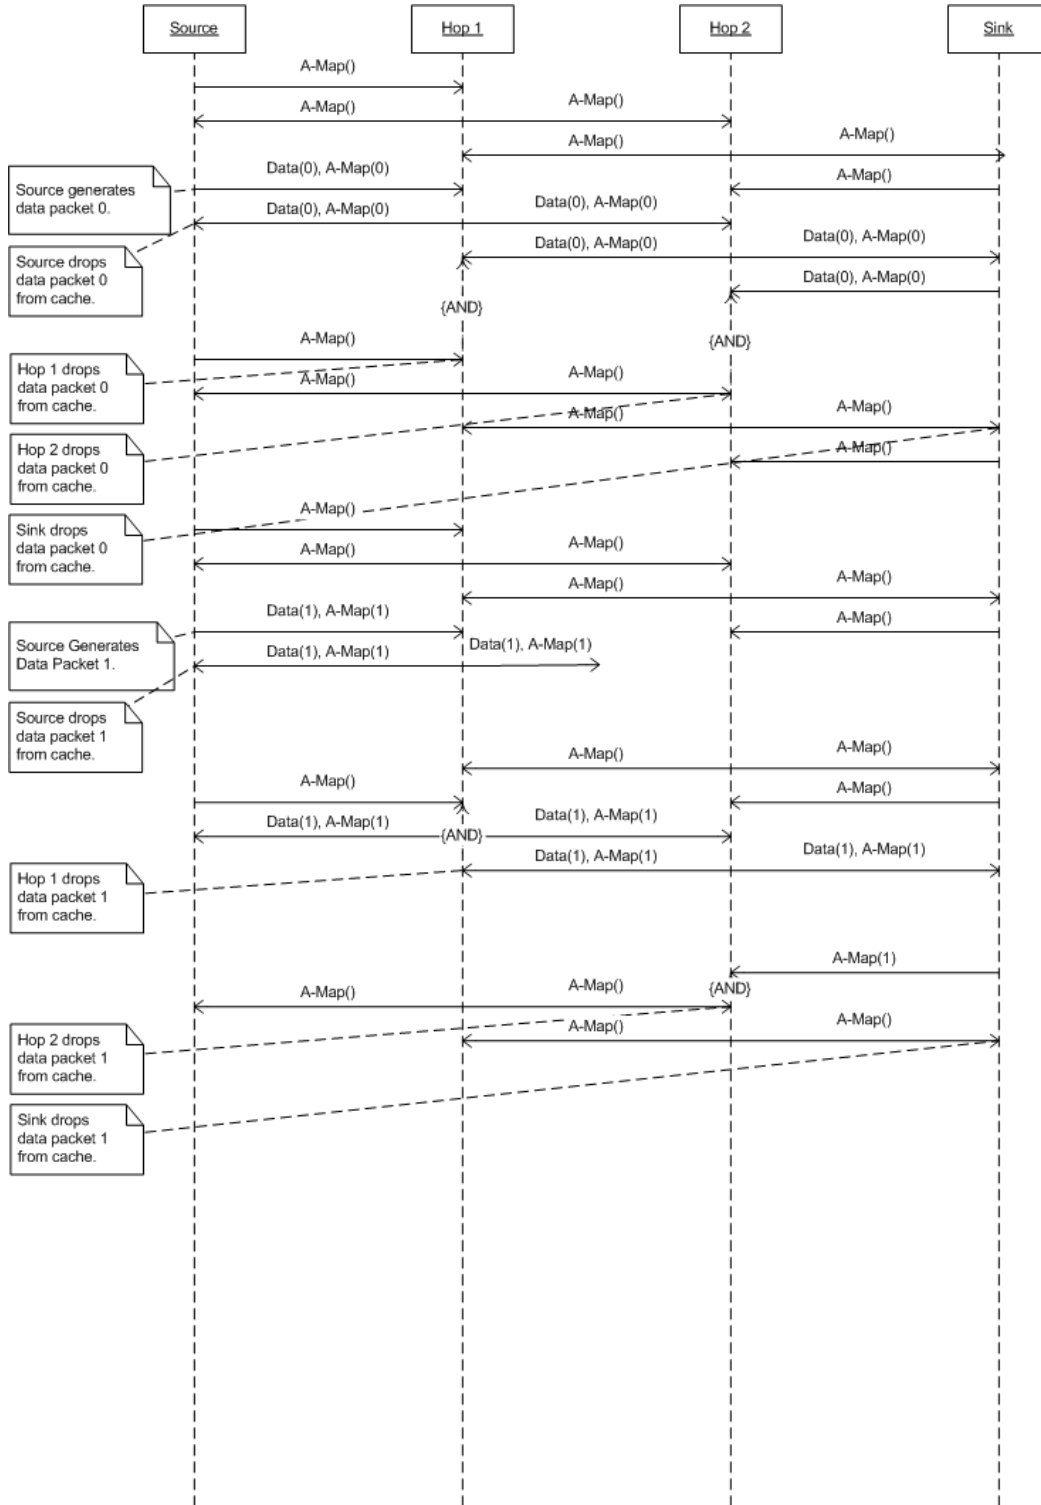 Source
Hop 1
Hop 2
Sink
A-Map()
A-Map()
A-Map()
A-Map()
A-Map()
Data(0), A-Map(0)
A-Map()
Source generates
data packet 0.
Data(0), A-Map(0)
Data(0), A-Map(0)
Data(0), A-Map(0)
Data(0), A-Map(0)
Source drops
data packet 0
from cache.
Data(0), A-Map(0)
{AND}
A-Map()
{AND}
Hop 1 drops
data packet 0
from cache.
A-Map()
A-Map()
A-Map()
A-Map()
Hop 2 drops
data packet 0
from cache.
A-Map()
A-Map()
Sink drops
data packet 0
from cache.
A-Map()
A-Map()
A-Map()
A-Map()
Data(1), A-Map(1)
A-Map()
Source Generates
Data Packet 1.
Data(1), A-Map(1)
Data(1), A-Map(1)
Source drops
data packet 1
from cache.
A-Map()
A-Map()
A-Map()
A-Map()
Data(1), A-Map(1)
{AND}
Data(1), A-Map(1)
Data(1), A-Map(1)
Data(1), A-Map(1)
Hop 1 drops
data packet 1
from cache.
A-Map(1)
A-Map()
A-Map()
{AND}
A-Map()
A-Map()
Hop 2 drops
data packet 1
from cache.
Sink drops
data packet 1
from cache.